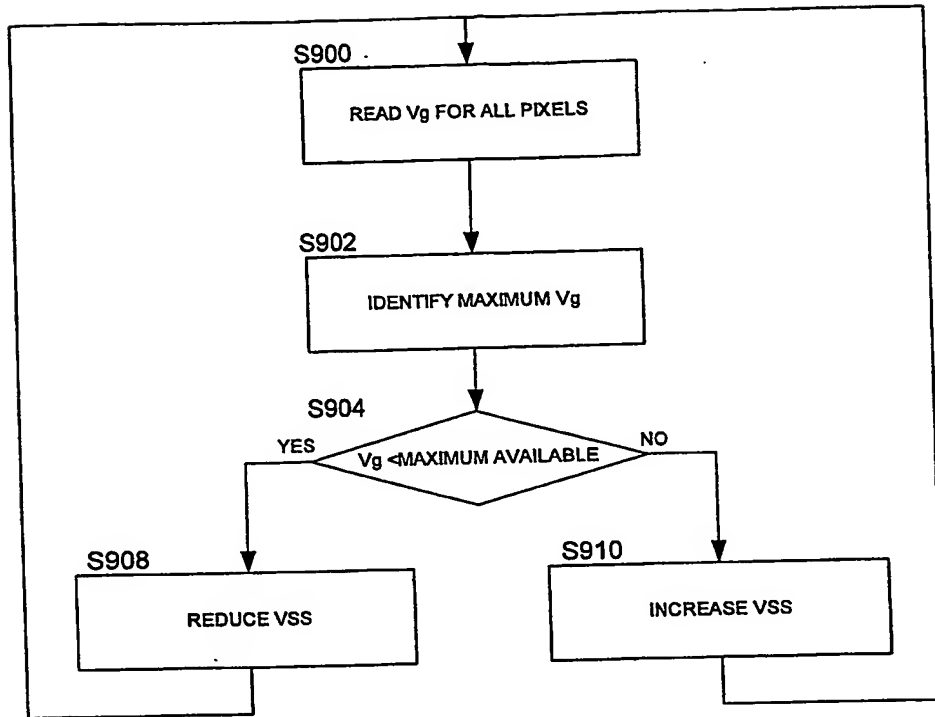 S900
READ Vg FOR ALL PIXELS
S902
IDENTIFY MAXIMUM Vg
S904
YES
Vg <MAXIMUM AVAILABLE
NO
S908
REDUCE VSS
S910
INCREASE VSS